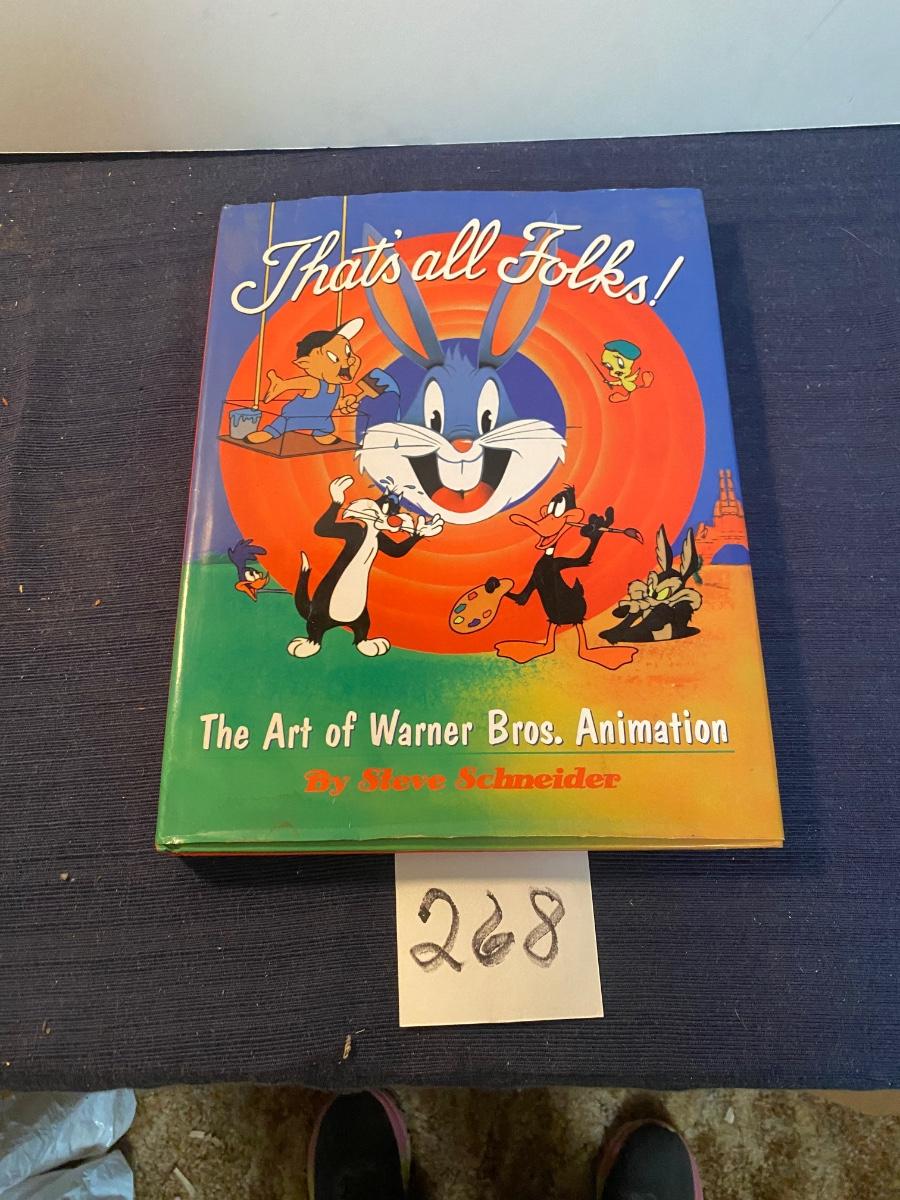 That's all Folks!
The Art of Warner Bros. Animation
By Steve Schneider
268